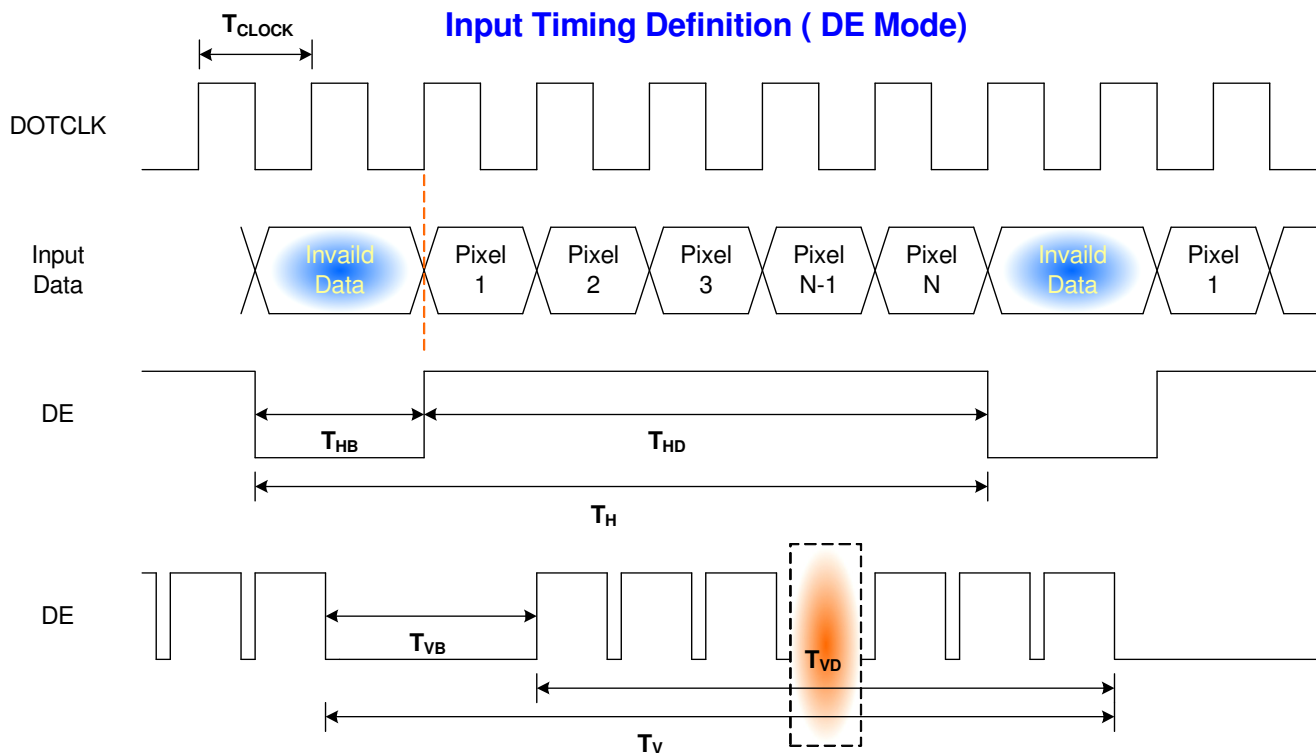 Input Timing Definition ( DE Mode)
TCLOCK
DOTCLK
Input
Data
Invaild
Data
Pixel
1
Pixel
2
Pixel
3
Pixel
N-1
Pixel
N
Invaild
Data
Pixel
1
DE
THB
THD
TH
DE
TVB
TVD
TV